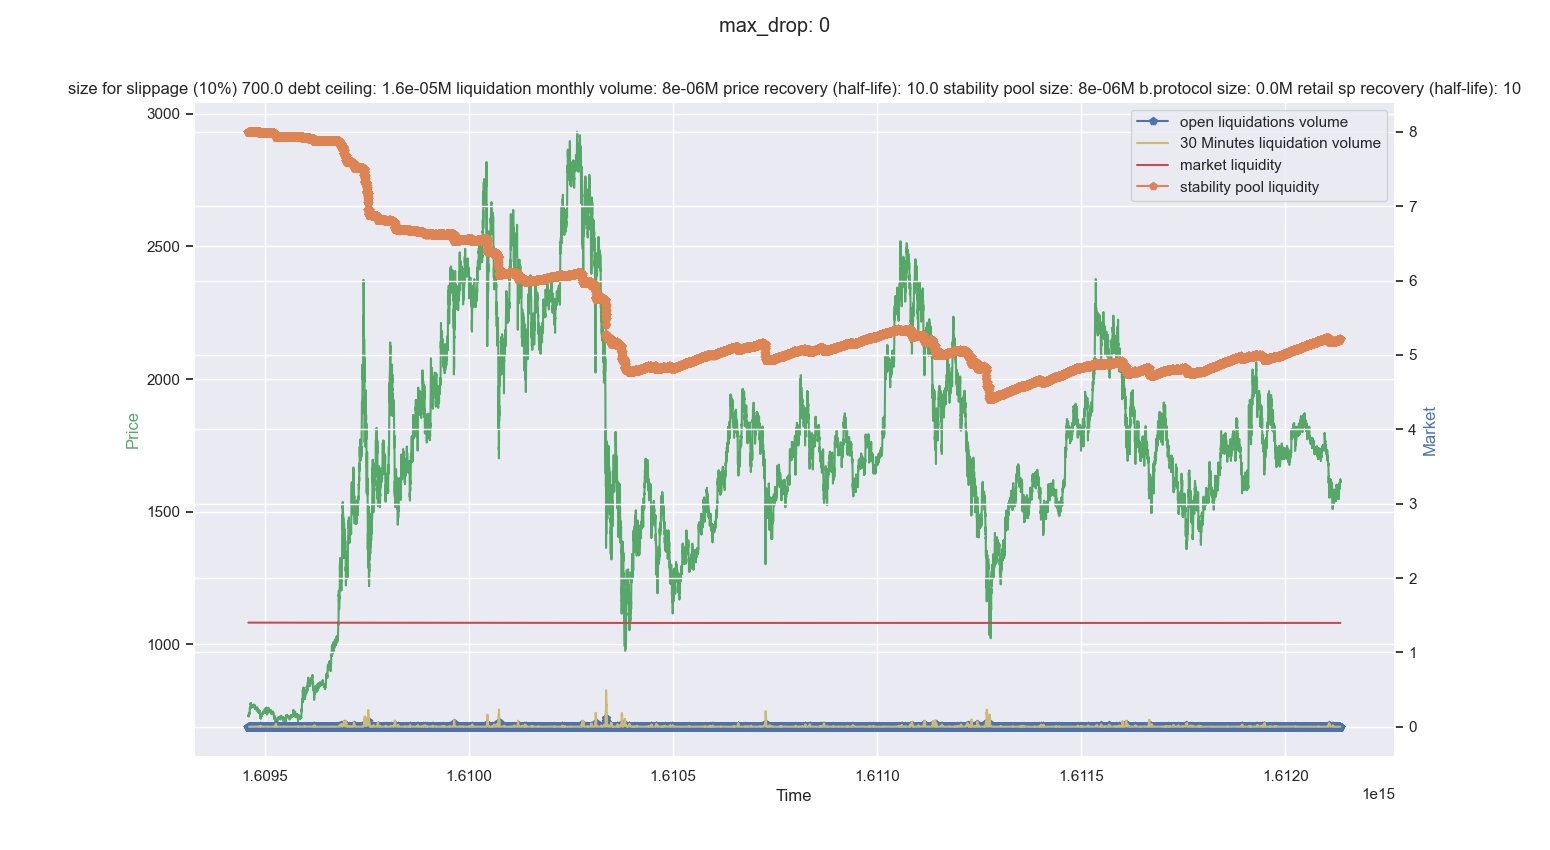 max_drop: 0
size for slippage (10%) 700.0 debt ceiling: 1.6e-05M liquidation monthly volume: 8e-06M price recovery (half-life): 10.0 stability pool size: 8e-06M b.protocol size: 0.0M retail sp recovery (half-life): 10
open liquidations volume
30 Minutes liquidation volume
market liquidity
stability pool liquidity
3000
2500
2000
1500
1000
Price
8
7
6
5
4
3
2
1
0
Market
1.6095 1.6100 1.6105 1.6110 1.6115 1.6120
1e15
Time